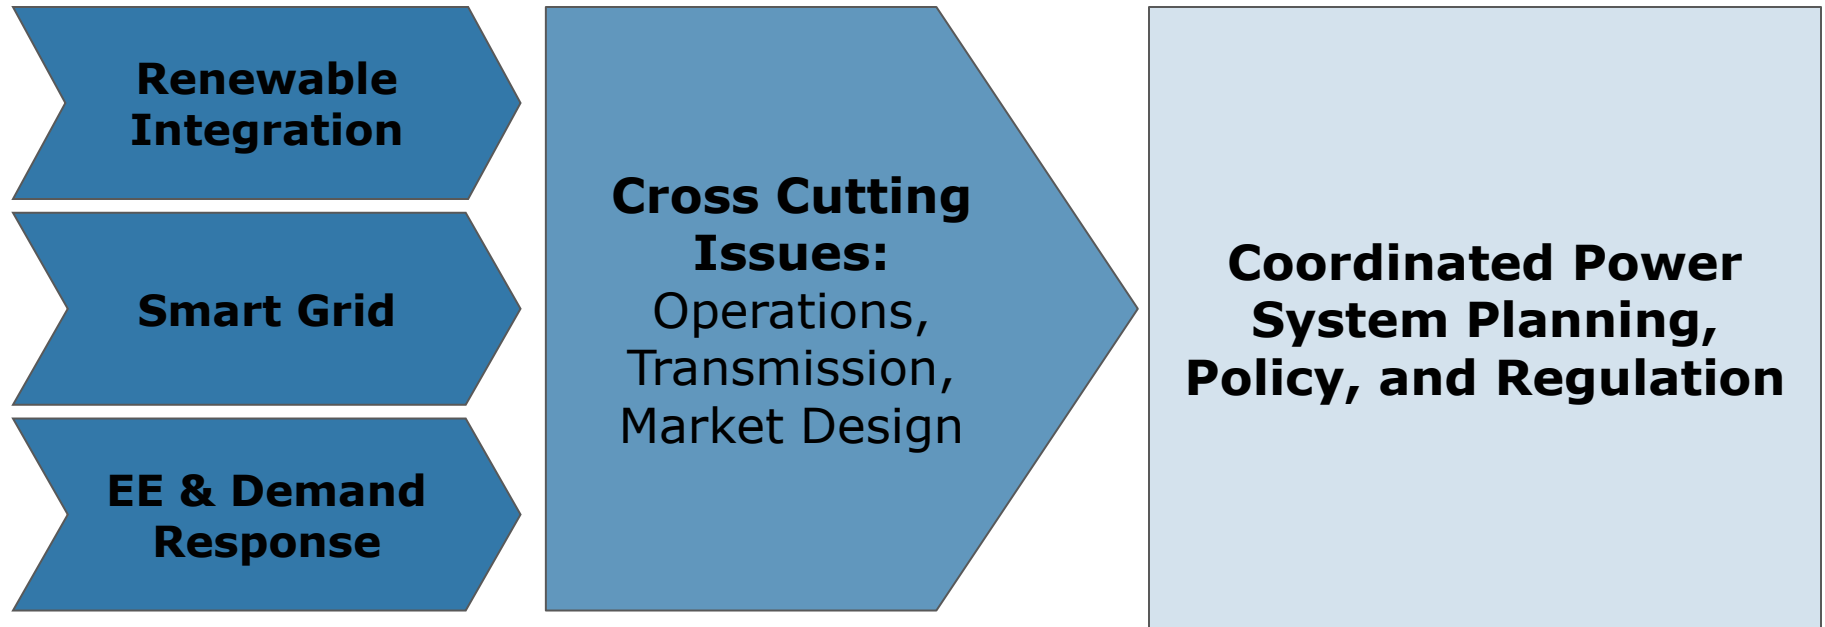 Renewable
Integration
Smart Grid
EE & Demand
Response
Cross Cutting
Issues:
Operations,
Transmission,
Market Design
Coordinated Power
System Planning,
Policy, and Regulation